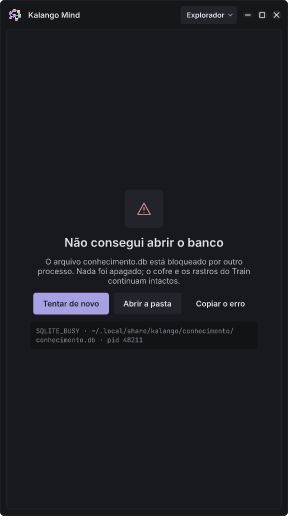 Kalango Mind
Explorador
Não consegui abrir o banco
O arquivo conhecimento.db está bloqueado por outro
processo. Nada foi apagado; o cofre e os rastros do Train
continuam intactos.
Tentar de novo
Abrir a pasta
Copiar o erro
SQLITE_BUSY · ~/.local/share/kalango/conhecimento/
conhecimento.db · pid 48211